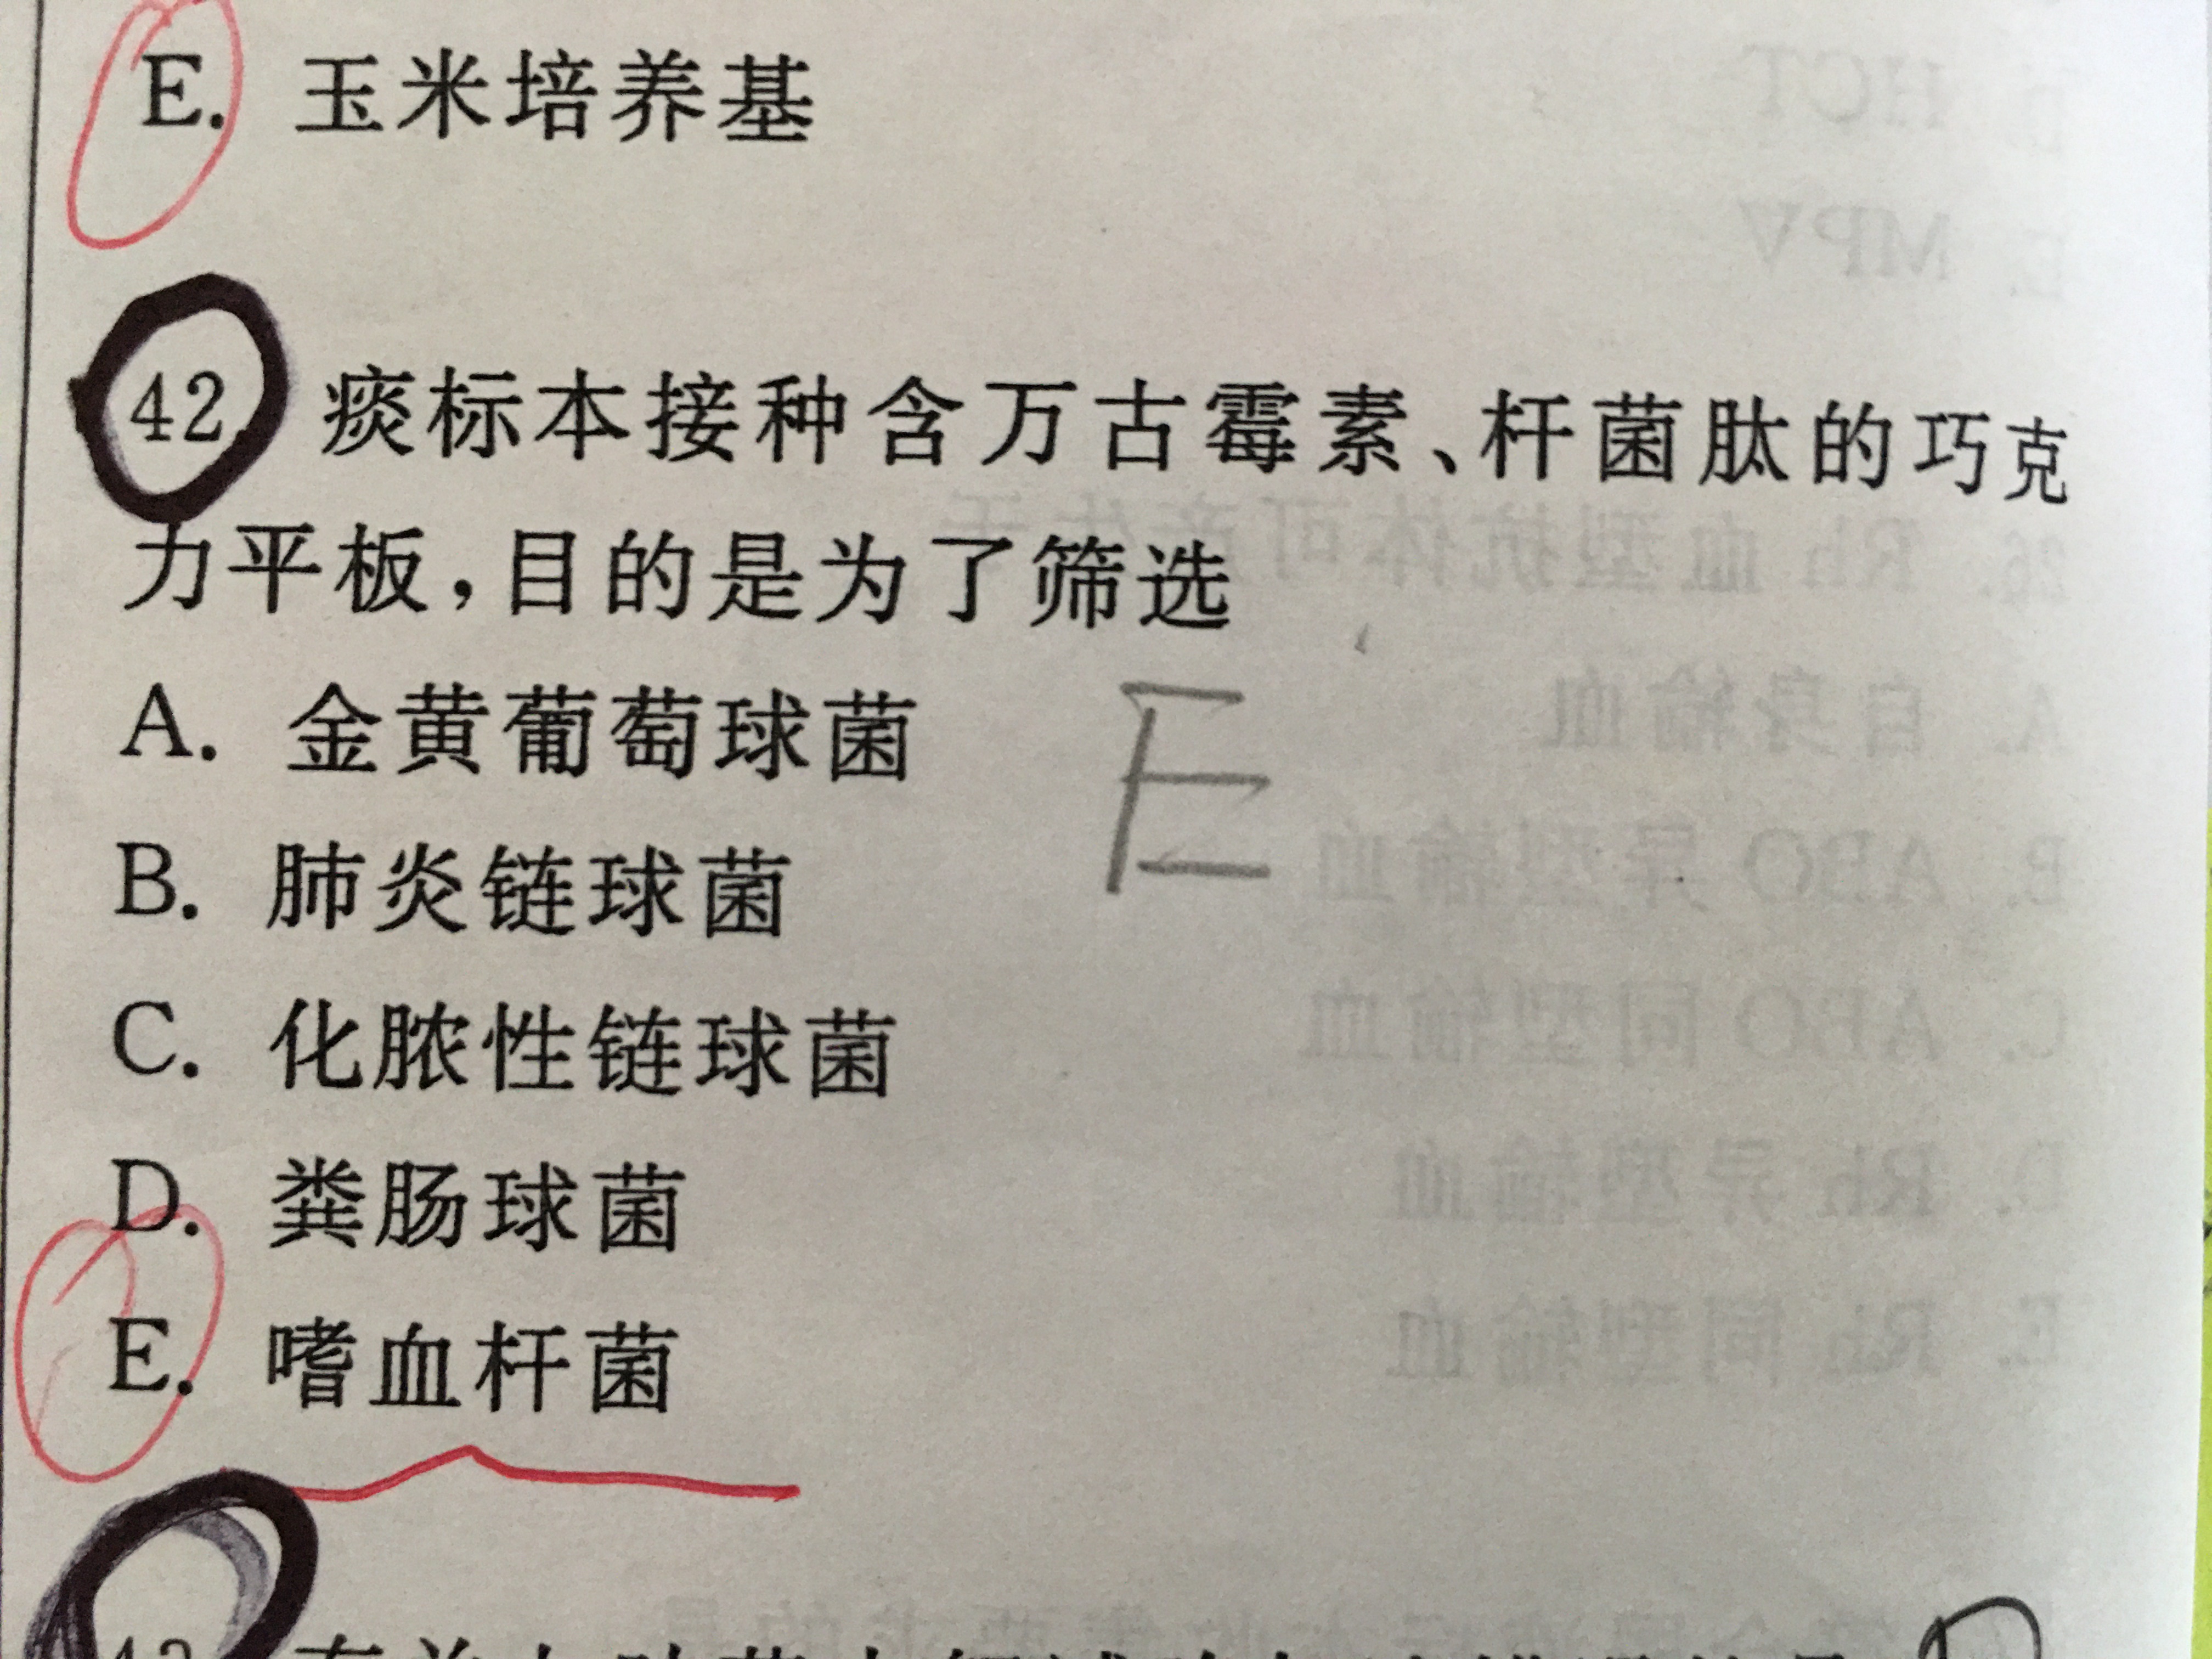 E. 玉米培养基
42 痰标本接种含万古霉素、杆菌肽的巧克
力平板,目的是为了筛选
A. 金黄葡萄球菌
B. 肺炎链球菌
C. 化脓性链球菌
D. 粪肠球菌
E. 嗜血杆菌
E